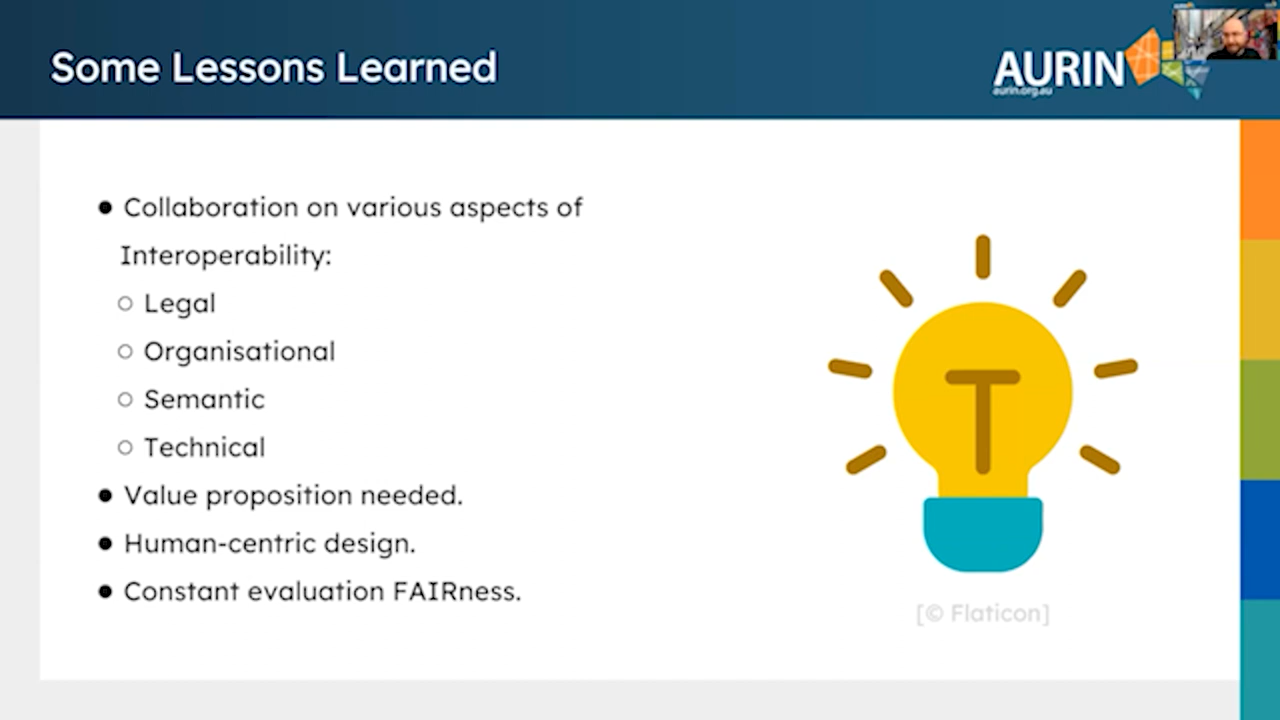 Some Lessons Learned
AURIN
aurin.org.au
● Collaboration on various aspects of
Interoperability:
○ Legal
○ Organisational
○ Semantic
○ Technical
● Value proposition needed.
● Human-centric design.
● Constant evaluation FAIRness.
[© Flaticon]